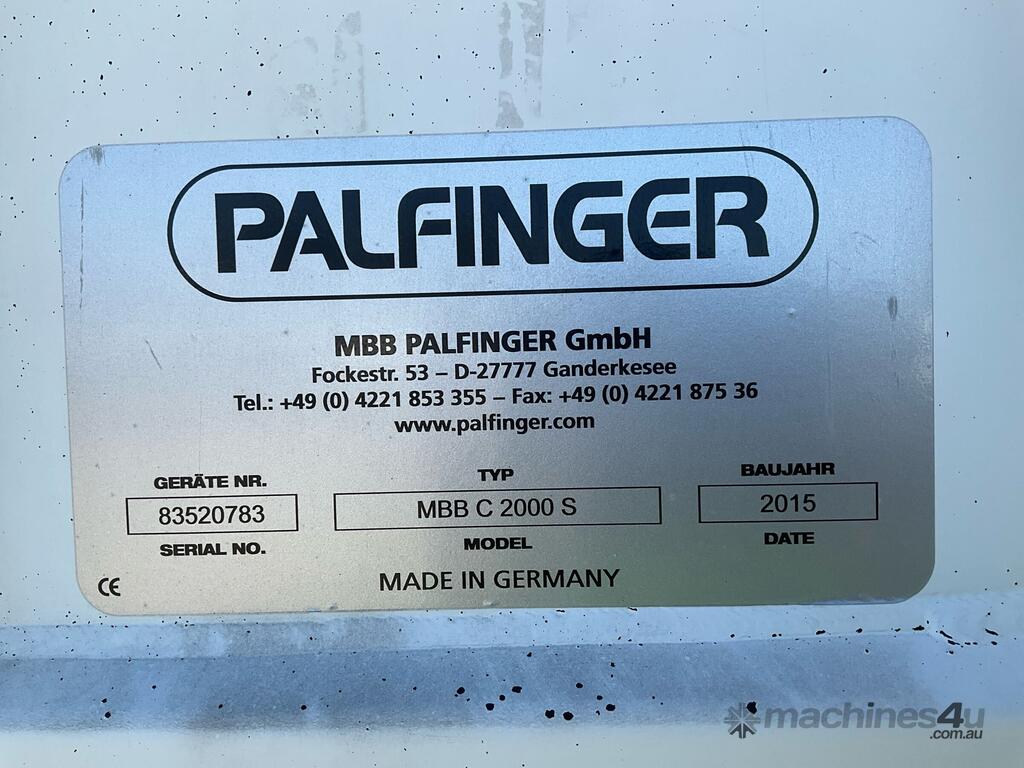 PALFINGER
MBB PALFINGER GmbH
Fockestr. 53 – D-27777 Ganderkesee
Tel.: +49 (0) 4221 853 355 – Fax: +49 (0) 4221 875 36
www.palfinger.com
GERÄTE NR. TYP BAUJAHR
83520783 MBB C 2000 S 2015
SERIAL NO. MODEL DATE
CE MADE IN GERMANY
machines4u
.com.au